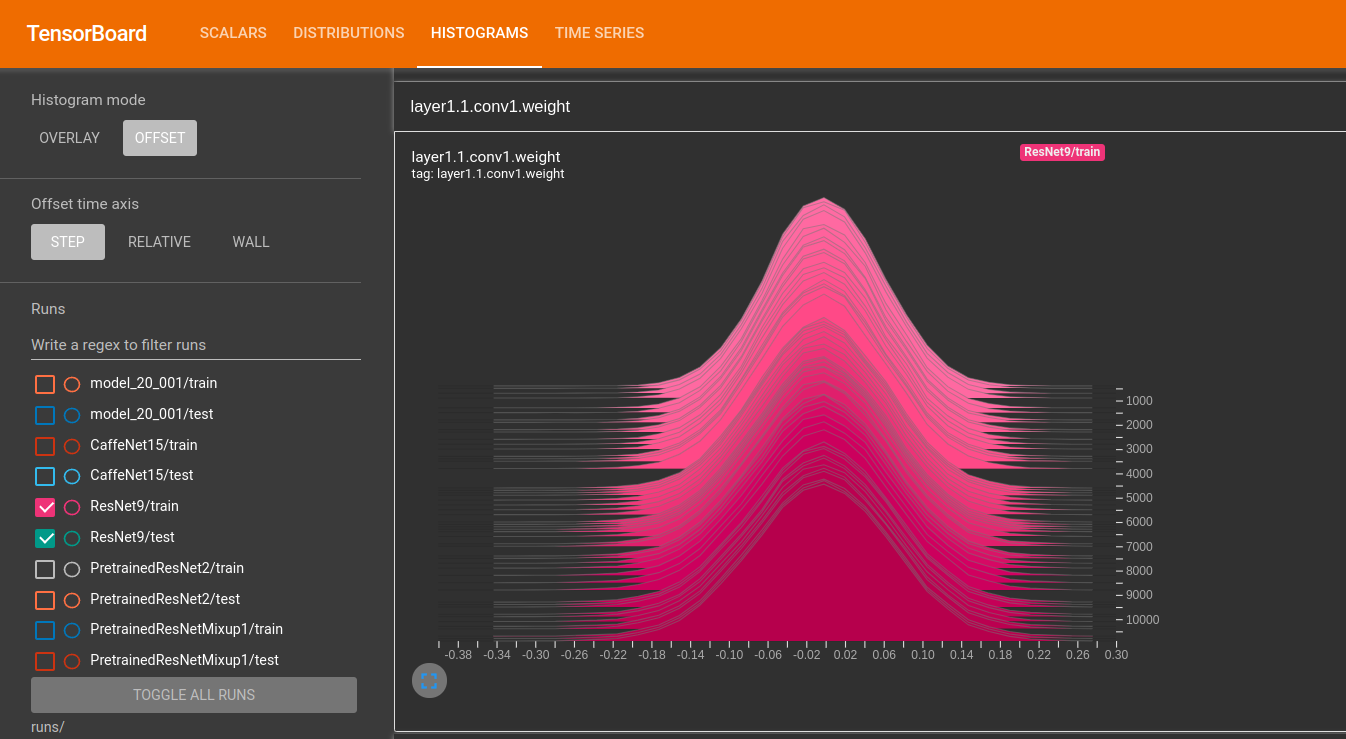 TensorBoard SCALARS DISTRIBUTIONS HISTOGRAMS TIME SERIES
Histogram mode
OVERLAY OFFSET
Offset time axis
STEP RELATIVE WALL
Runs
Write a regex to filter runs
model_20_001/train
model_20_001/test
CaffeNet15/train
CaffeNet15/test
ResNet9/train
ResNet9/test
PretrainedResNet2/train
PretrainedResNet2/test
PretrainedResNetMixup1/train
PretrainedResNetMixup1/test
TOGGLE ALL RUNS
runs/
layer1.1.conv1.weight
layer1.1.conv1.weight
tag: layer1.1.conv1.weight
ResNet9/train
1000
2000
3000
4000
5000
6000
7000
8000
9000
10000
-0.38 -0.34 -0.30 -0.26 -0.22 -0.18 -0.14 -0.10 -0.06 -0.02 0.02 0.06 0.10 0.14 0.18 0.22 0.26 0.30